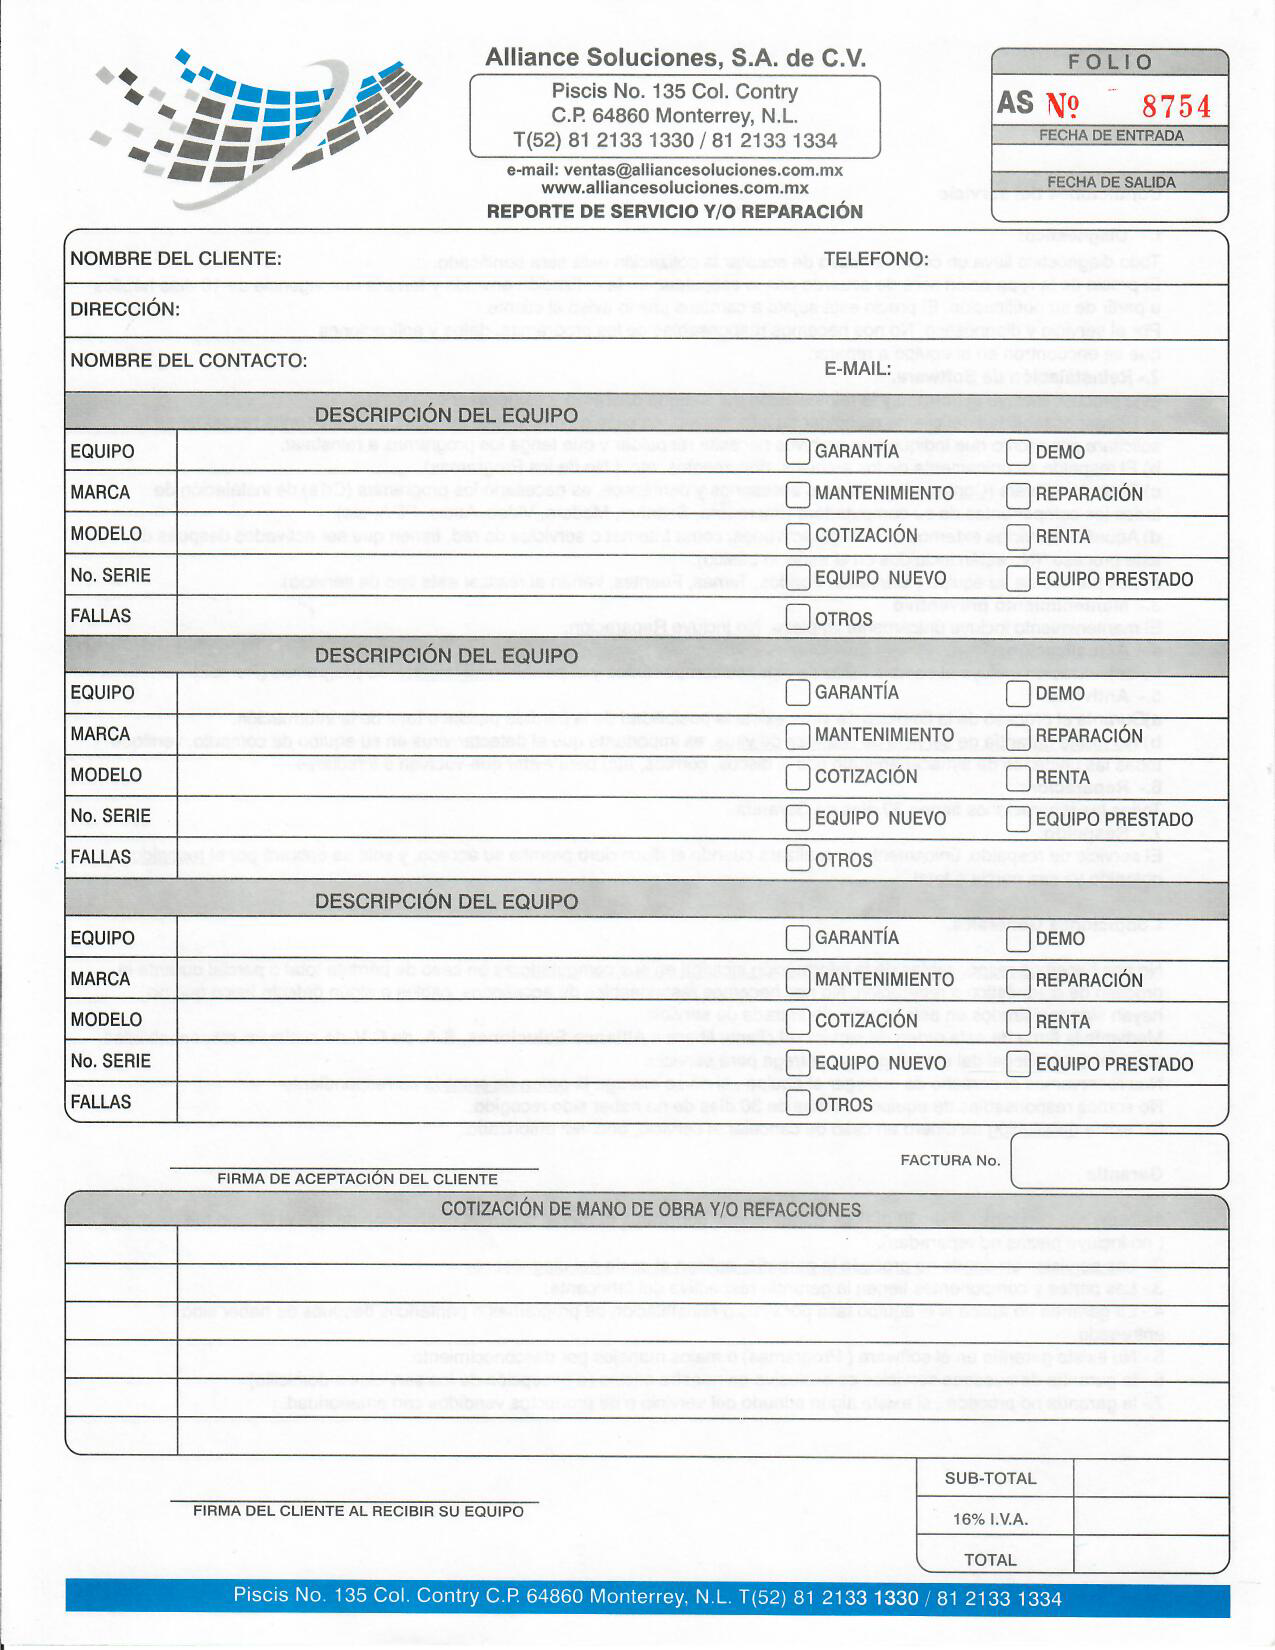 Alliance Soluciones, S.A. de C.V.
Piscis No. 135 Col. Contry
C.P. 64860 Monterrey, N.L.
T(52) 81 2133 1330 / 81 2133 1334
e-mail: ventas@alliancesoluciones.com.mx
www.alliancesoluciones.com.mx
REPORTE DE SERVICIO Y/O REPARACIÓN
FOLIO
AS Nº 8754
FECHA DE ENTRADA
FECHA DE SALIDA
NOMBRE DEL CLIENTE: TELEFONO:
DIRECCIÓN:
NOMBRE DEL CONTACTO: E-MAIL:
DESCRIPCIÓN DEL EQUIPO
EQUIPO GARANTÍA DEMO
MARCA MANTENIMIENTO REPARACIÓN
MODELO COTIZACIÓN RENTA
No. SERIE EQUIPO NUEVO EQUIPO PRESTADO
FALLAS OTROS
DESCRIPCIÓN DEL EQUIPO
EQUIPO GARANTÍA DEMO
MARCA MANTENIMIENTO REPARACIÓN
MODELO COTIZACIÓN RENTA
No. SERIE EQUIPO NUEVO EQUIPO PRESTADO
FALLAS OTROS
DESCRIPCIÓN DEL EQUIPO
EQUIPO GARANTÍA DEMO
MARCA MANTENIMIENTO REPARACIÓN
MODELO COTIZACIÓN RENTA
No. SERIE EQUIPO NUEVO EQUIPO PRESTADO
FALLAS OTROS
FACTURA No.
FIRMA DE ACEPTACIÓN DEL CLIENTE
COTIZACIÓN DE MANO DE OBRA Y/O REFACCIONES
SUB-TOTAL
16% I.V.A.
TOTAL
FIRMA DEL CLIENTE AL RECIBIR SU EQUIPO
Piscis No. 135 Col. Contry C.P. 64860 Monterrey, N.L. T(52) 81 2133 1330 / 81 2133 1334